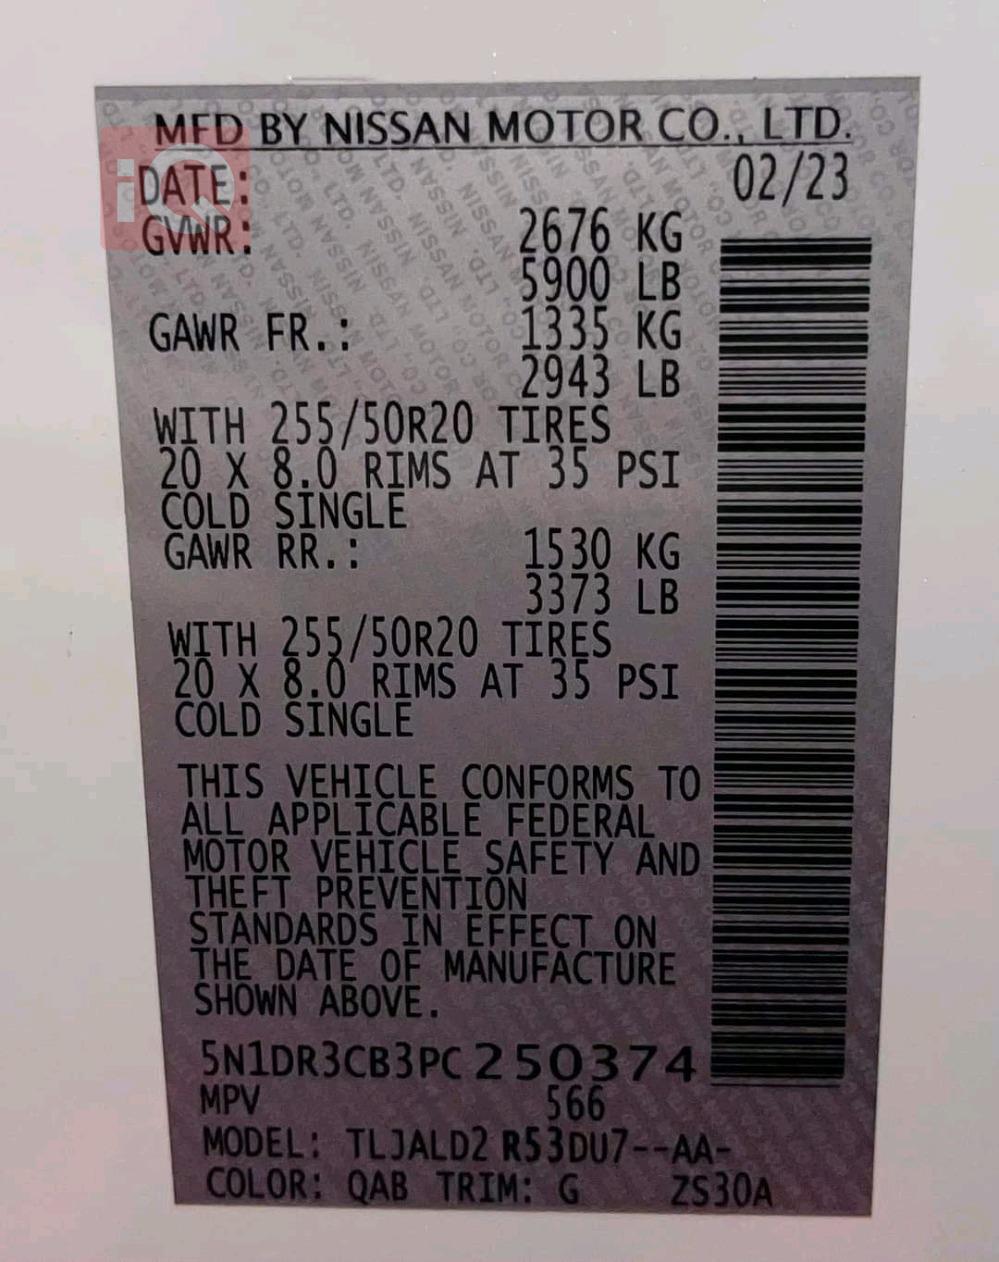 MFD BY NISSAN MOTOR CO., LTD.
iQ
DATE: 02/23
GVWR: 2676 KG
5900 LB
GAWR FR.: 1335 KG
2943 LB
WITH 255/50R20 TIRES
20 X 8.0 RIMS AT 35 PSI
COLD SINGLE
GAWR RR.: 1530 KG
3373 LB
WITH 255/50R20 TIRES
20 X 8.0 RIMS AT 35 PSI
COLD SINGLE
THIS VEHICLE CONFORMS TO
ALL APPLICABLE FEDERAL
MOTOR VEHICLE SAFETY AND
THEFT PREVENTION
STANDARDS IN EFFECT ON
THE DATE OF MANUFACTURE
SHOWN ABOVE.
5N1DR3CB3PC250374
MPV 566
MODEL: TLJALD2 R53DU7--AA-
COLOR: QAB TRIM: G ZS30A